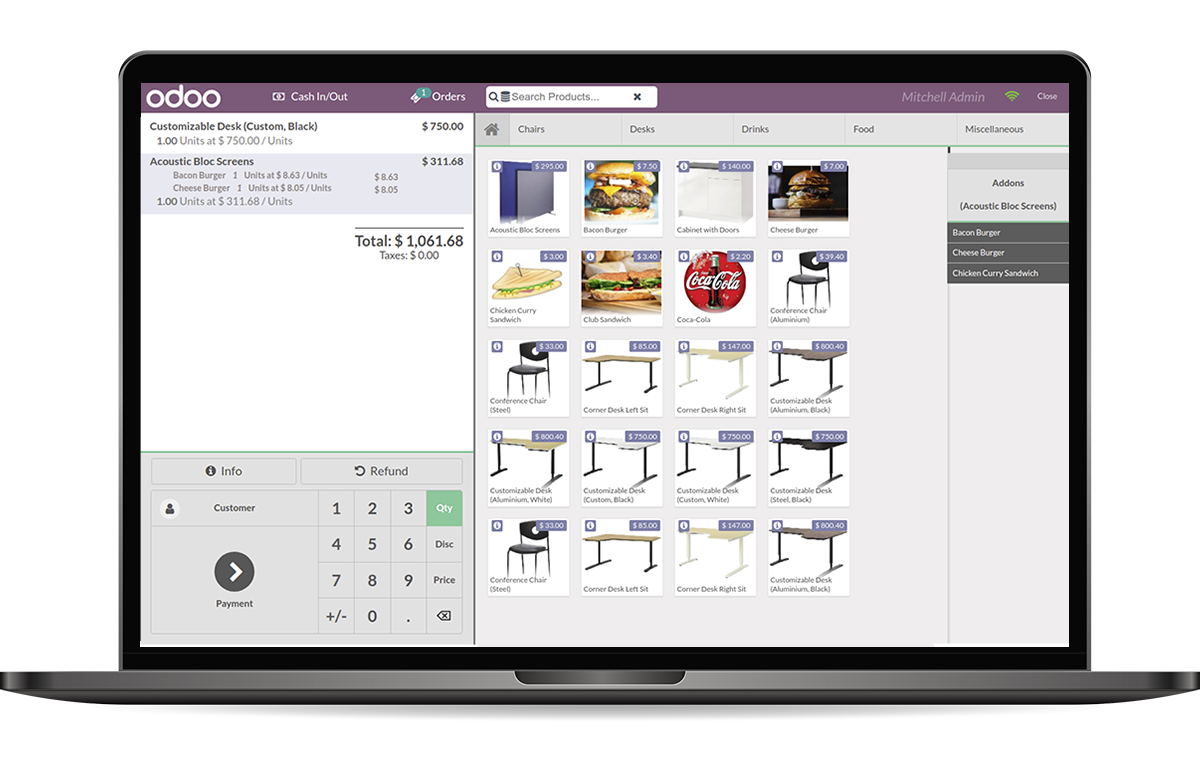 odoo
Cash In/Out
1
Orders
Search Products...
Mitchell Admin
Close
Customizable Desk (Custom, Black) $ 750.00
1.00 Units at $ 750.00 / Units
Acoustic Bloc Screens $ 311.68
Bacon Burger 1 Units at $ 8.63 / Units $ 8.63
Cheese Burger 1 Units at $ 8.05 / Units $ 8.05
1.00 Units at $ 311.68 / Units
Total: $ 1,061.68
Taxes: $ 0.00
Info
Refund
Customer
Payment
1 2 3 Qty
4 5 6 Disc
7 8 9 Price
+/- 0 .
Chairs Desks Drinks Food Miscellaneous
$ 295.00
Acoustic Bloc Screens
$ 7.50
Bacon Burger
$ 140.00
Cabinet with Doors
$ 7.00
Cheese Burger
$ 3.00
Chicken Curry
Sandwich
$ 3.40
Club Sandwich
$ 2.20
Coca-Cola
Coca-Cola
$ 39.40
Conference Chair
(Aluminium)
$ 33.00
Conference Chair
(Steel)
$ 85.00
Corner Desk Left Sit
$ 147.00
Corner Desk Right Sit
$ 800.40
Customizable Desk
(Aluminium, Black)
$ 800.40
Customizable Desk
(Aluminium, White)
$ 750.00
Customizable Desk
(Custom, Black)
$ 750.00
Customizable Desk
(Custom, White)
$ 750.00
Customizable Desk
(Steel, Black)
$ 33.00
Conference Chair
(Steel)
$ 85.00
Corner Desk Left Sit
$ 147.00
Corner Desk Right Sit
$ 800.40
Customizable Desk
(Aluminium, Black)
Addons
(Acoustic Bloc Screens)
Bacon Burger
Cheese Burger
Chicken Curry Sandwich